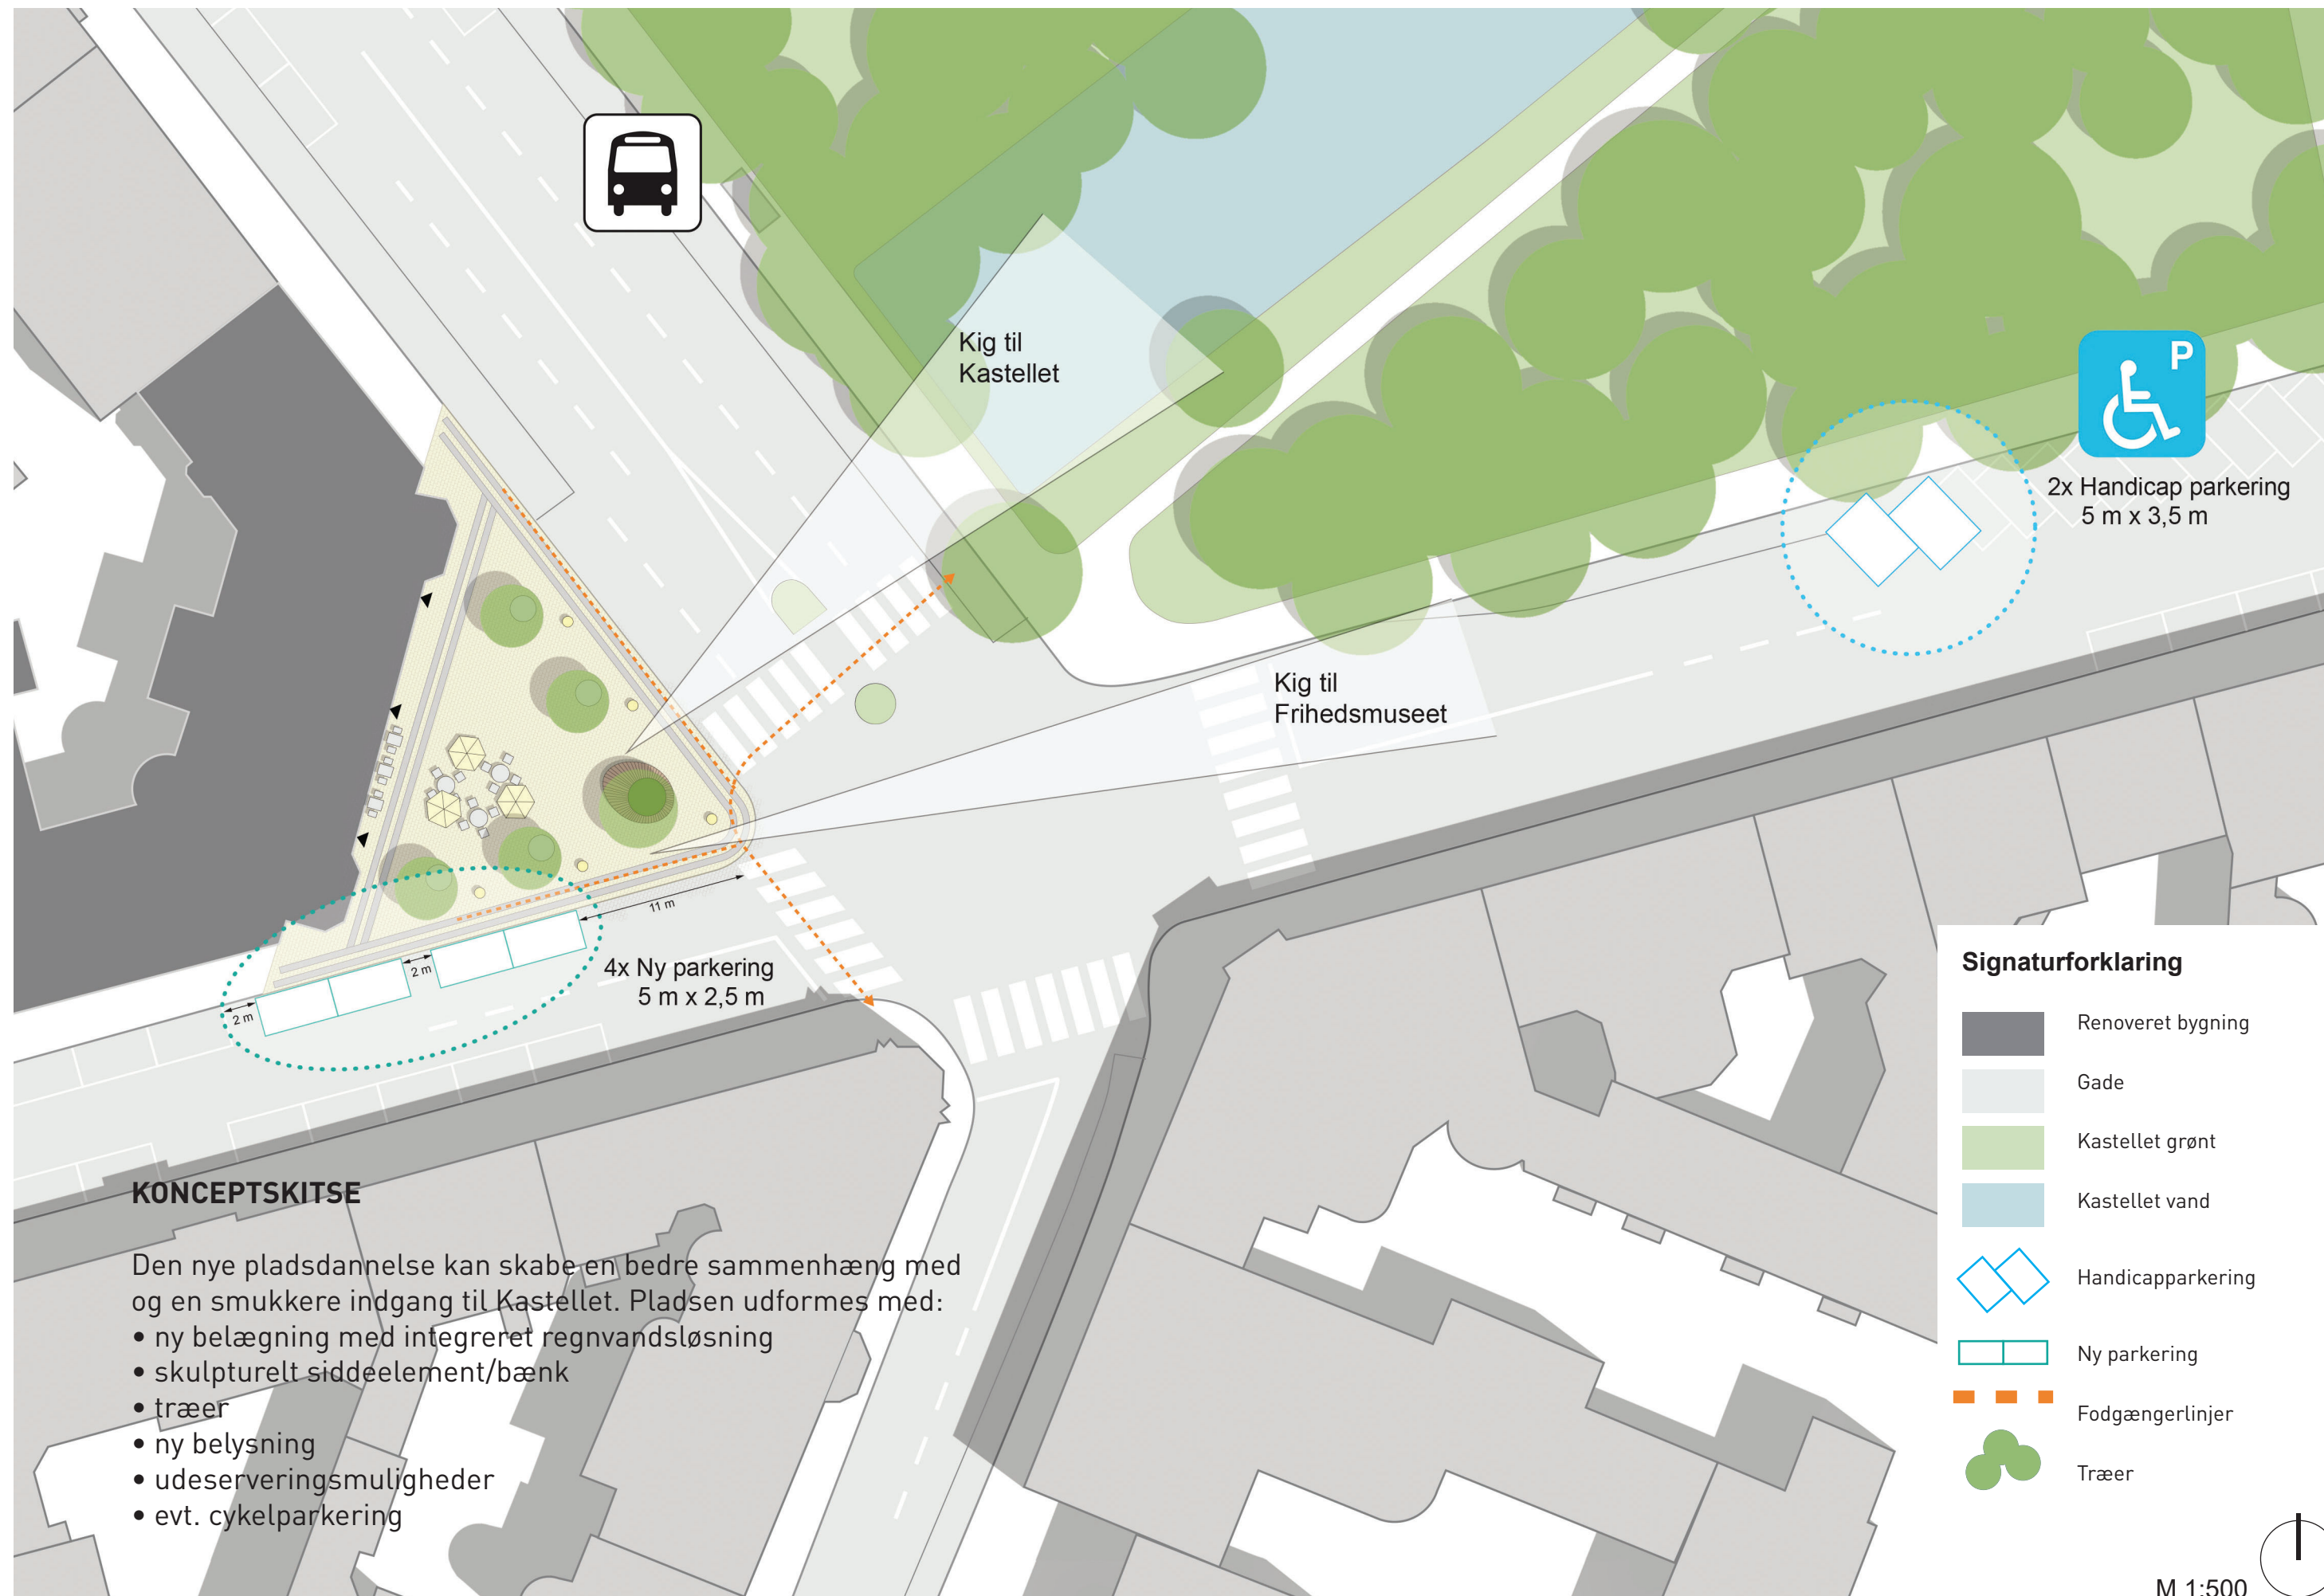 Kig til
Kastellet
P
2x Handicap parkering
5 m x 3,5 m
Kig til
Frihedsmuseet
11 m
2 m
2 m
4x Ny parkering
5 m x 2,5 m
KONCEPTSKITSE
Den nye pladsdannelse kan skabe en bedre sammenhæng med
og en smukkere indgang til Kastellet. Pladsen udformes med:
• ny belægning med integreret regnvandsløsning
• skulpturelt siddeelement/bænk
• træer
• ny belysning
• udeserveringsmuligheder
• evt. cykelparkering
Signaturforklaring
Renoveret bygning
Gade
Kastellet grønt
Kastellet vand
Handicapparkering
Ny parkering
Fodgængerlinjer
Træer
M 1:500